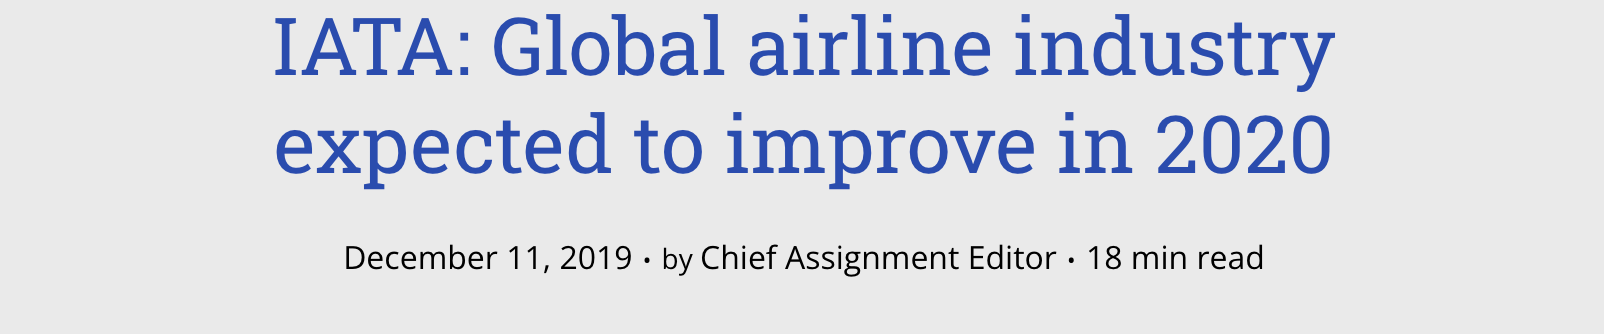 IATA: Global airline industry
expected to improve in 2020
December 11, 2019 · by Chief Assignment Editor · 18 min read